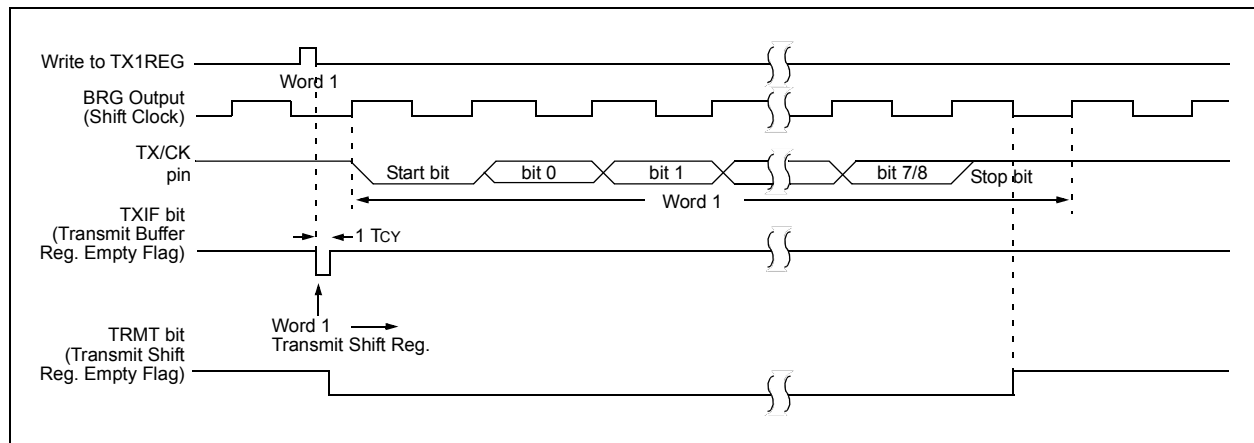 Write to TX1REG
Word 1
BRG Output
(Shift Clock)
TX/CK
pin
Start bit
bit 0
bit 1
bit 7/8
Stop bit
Word 1
TXIF bit
(Transmit Buffer
Reg. Empty Flag)
1 TCY
Word 1
Transmit Shift Reg.
TRMT bit
(Transmit Shift
Reg. Empty Flag)